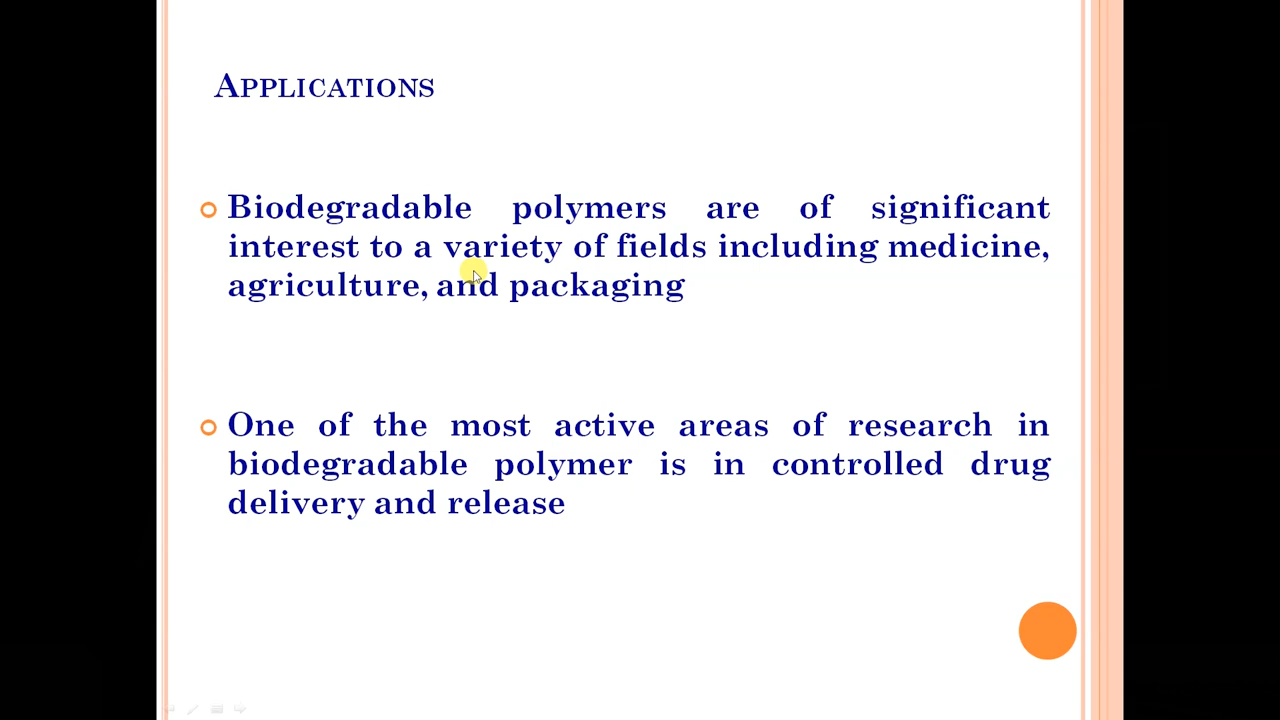 Applications
Biodegradable polymers are of significant
interest to a variety of fields including medicine,
agriculture, and packaging
One of the most active areas of research in
biodegradable polymer is in controlled drug
delivery and release